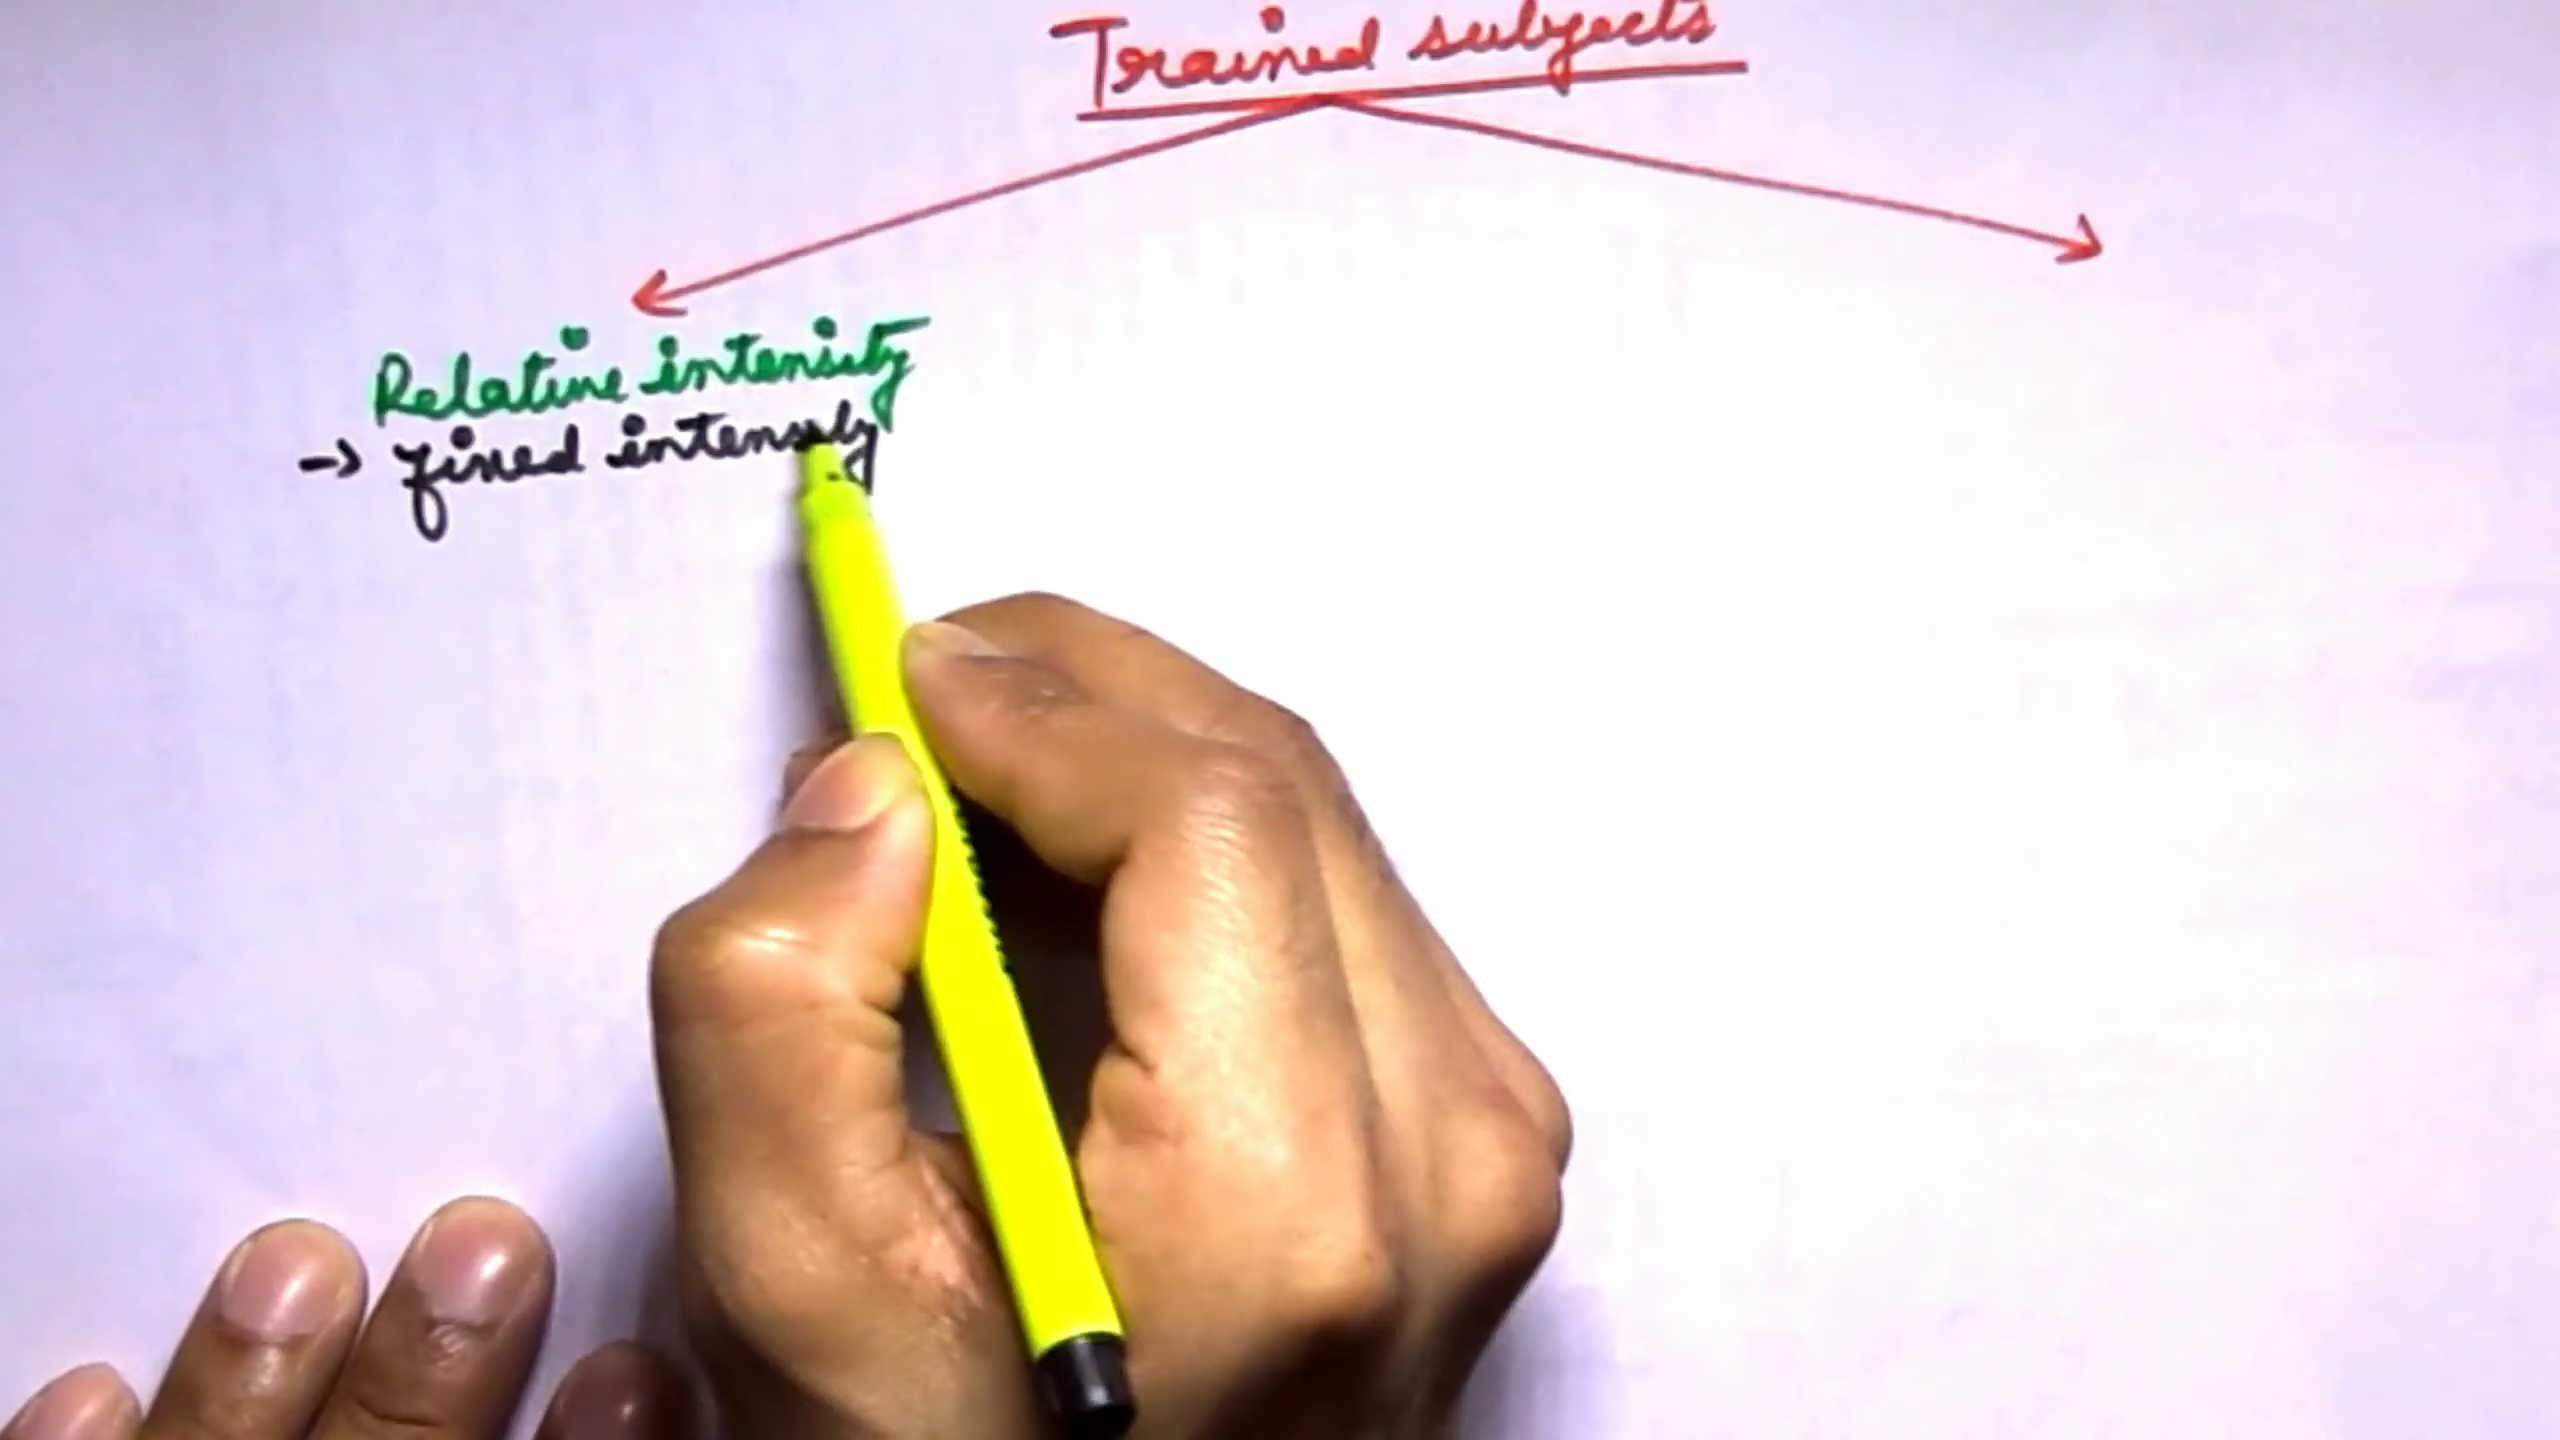 Trained subjects
Relative intensity
→ fixed intensity